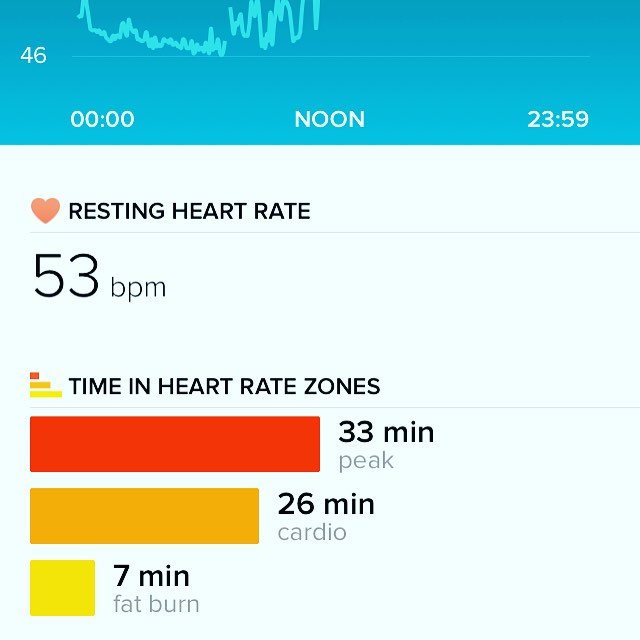 46
00:00 NOON 23:59
RESTING HEART RATE
53 bpm
TIME IN HEART RATE ZONES
33 min
peak
26 min
cardio
7 min
fat burn